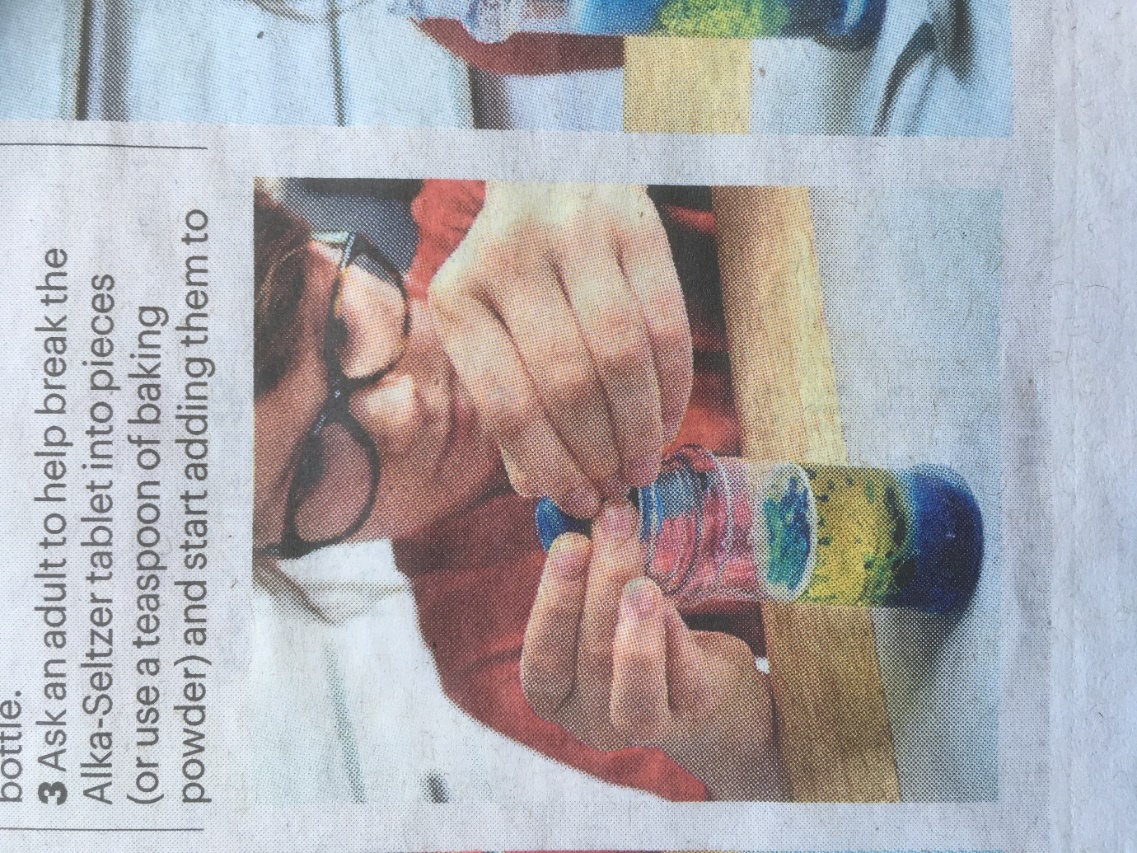 bottle.
3 Ask an adult to help break the
Alka-Seltzer tablet into pieces
(or use a teaspoon of baking
powder) and start adding them to